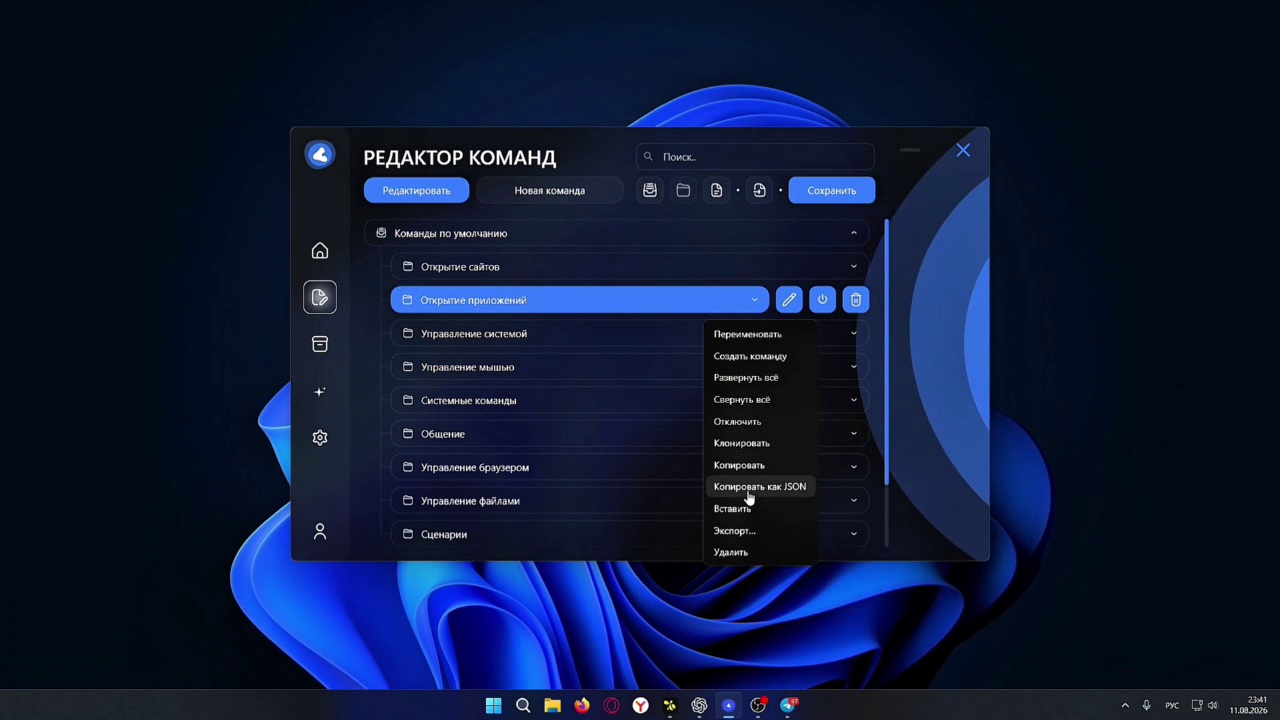 РЕДАКТОР КОМАНД
Поиск..
Редактировать
Новая команда
Сохранить
Команды по умолчанию
Открытие сайтов
Открытие приложений
Управаление системой
Управление мышью
Системные команды
Общение
Управление браузером
Управление файлами
Сценарии
Переименовать
Создать команду
Развернуть всё
Свернуть всё
Отключить
Клонировать
Копировать
Копировать как JSON
Вставить
Экспорт...
Удалить
РУС
23:41
11.08.2026